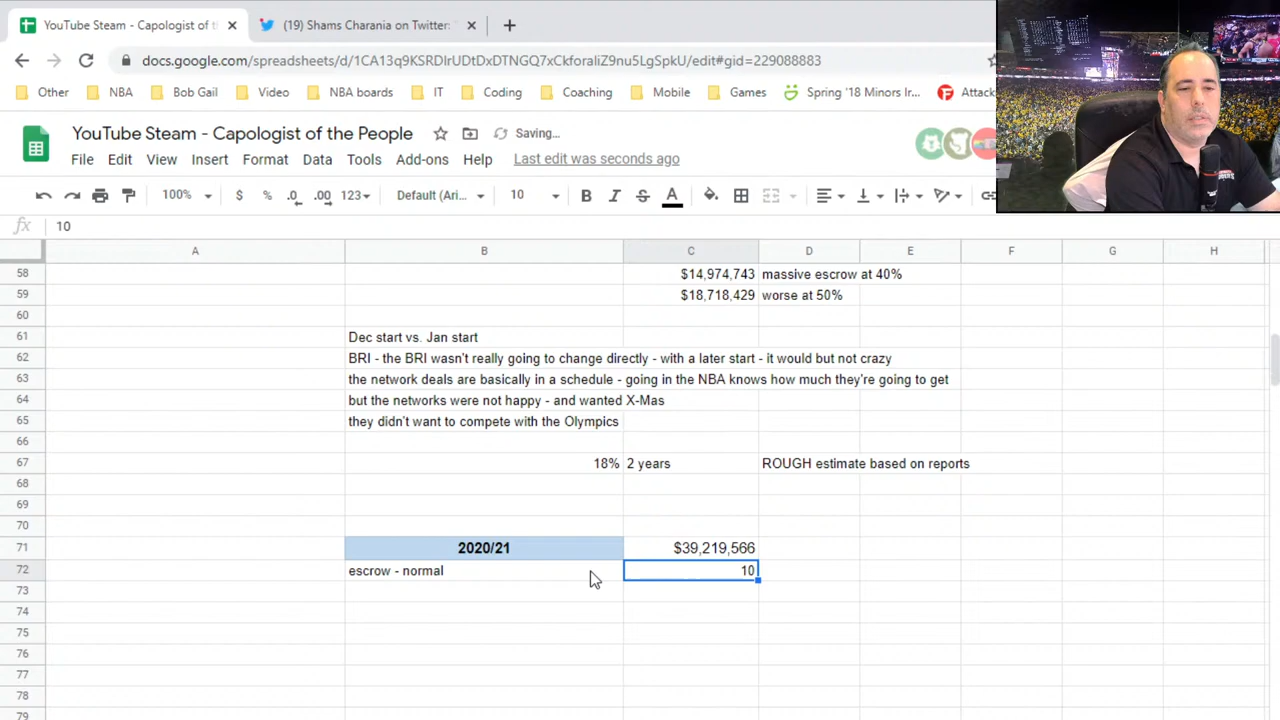 YouTube Steam - Capologist of t
(19) Shams Charania on Twitter:
docs.google.com/spreadsheets/d/1CA13q9KSRDIrUDtDxDTNGQ7xCkforaliZ9nu5LgSpkU/edit#gid=229088883
Other NBA Bob Gail Video NBA boards IT Coding Coaching Mobile Games Spring '18 Minors Ir... Attack
YouTube Steam - Capologist of the People Saving...
File Edit View Insert Format Data Tools Add-ons Help Last edit was seconds ago
100% $ % .0 .00 123 Default (Ari... 10 B I S A
fx 10
A B C D E F G H
58 $14,974,743 massive escrow at 40%
59 $18,718,429 worse at 50%
60
61 Dec start vs. Jan start
62 BRI - the BRI wasn't really going to change directly - with a later start - it would but not crazy
63 the network deals are basically in a schedule - going in the NBA knows how much they're going to get
64 but the networks were not happy - and wanted X-Mas
65 they didn't want to compete with the Olympics
66
67 18% 2 years ROUGH estimate based on reports
68
69
70
71 2020/21 $39,219,566
72 escrow - normal 10
73
74
75
76
77
78
79